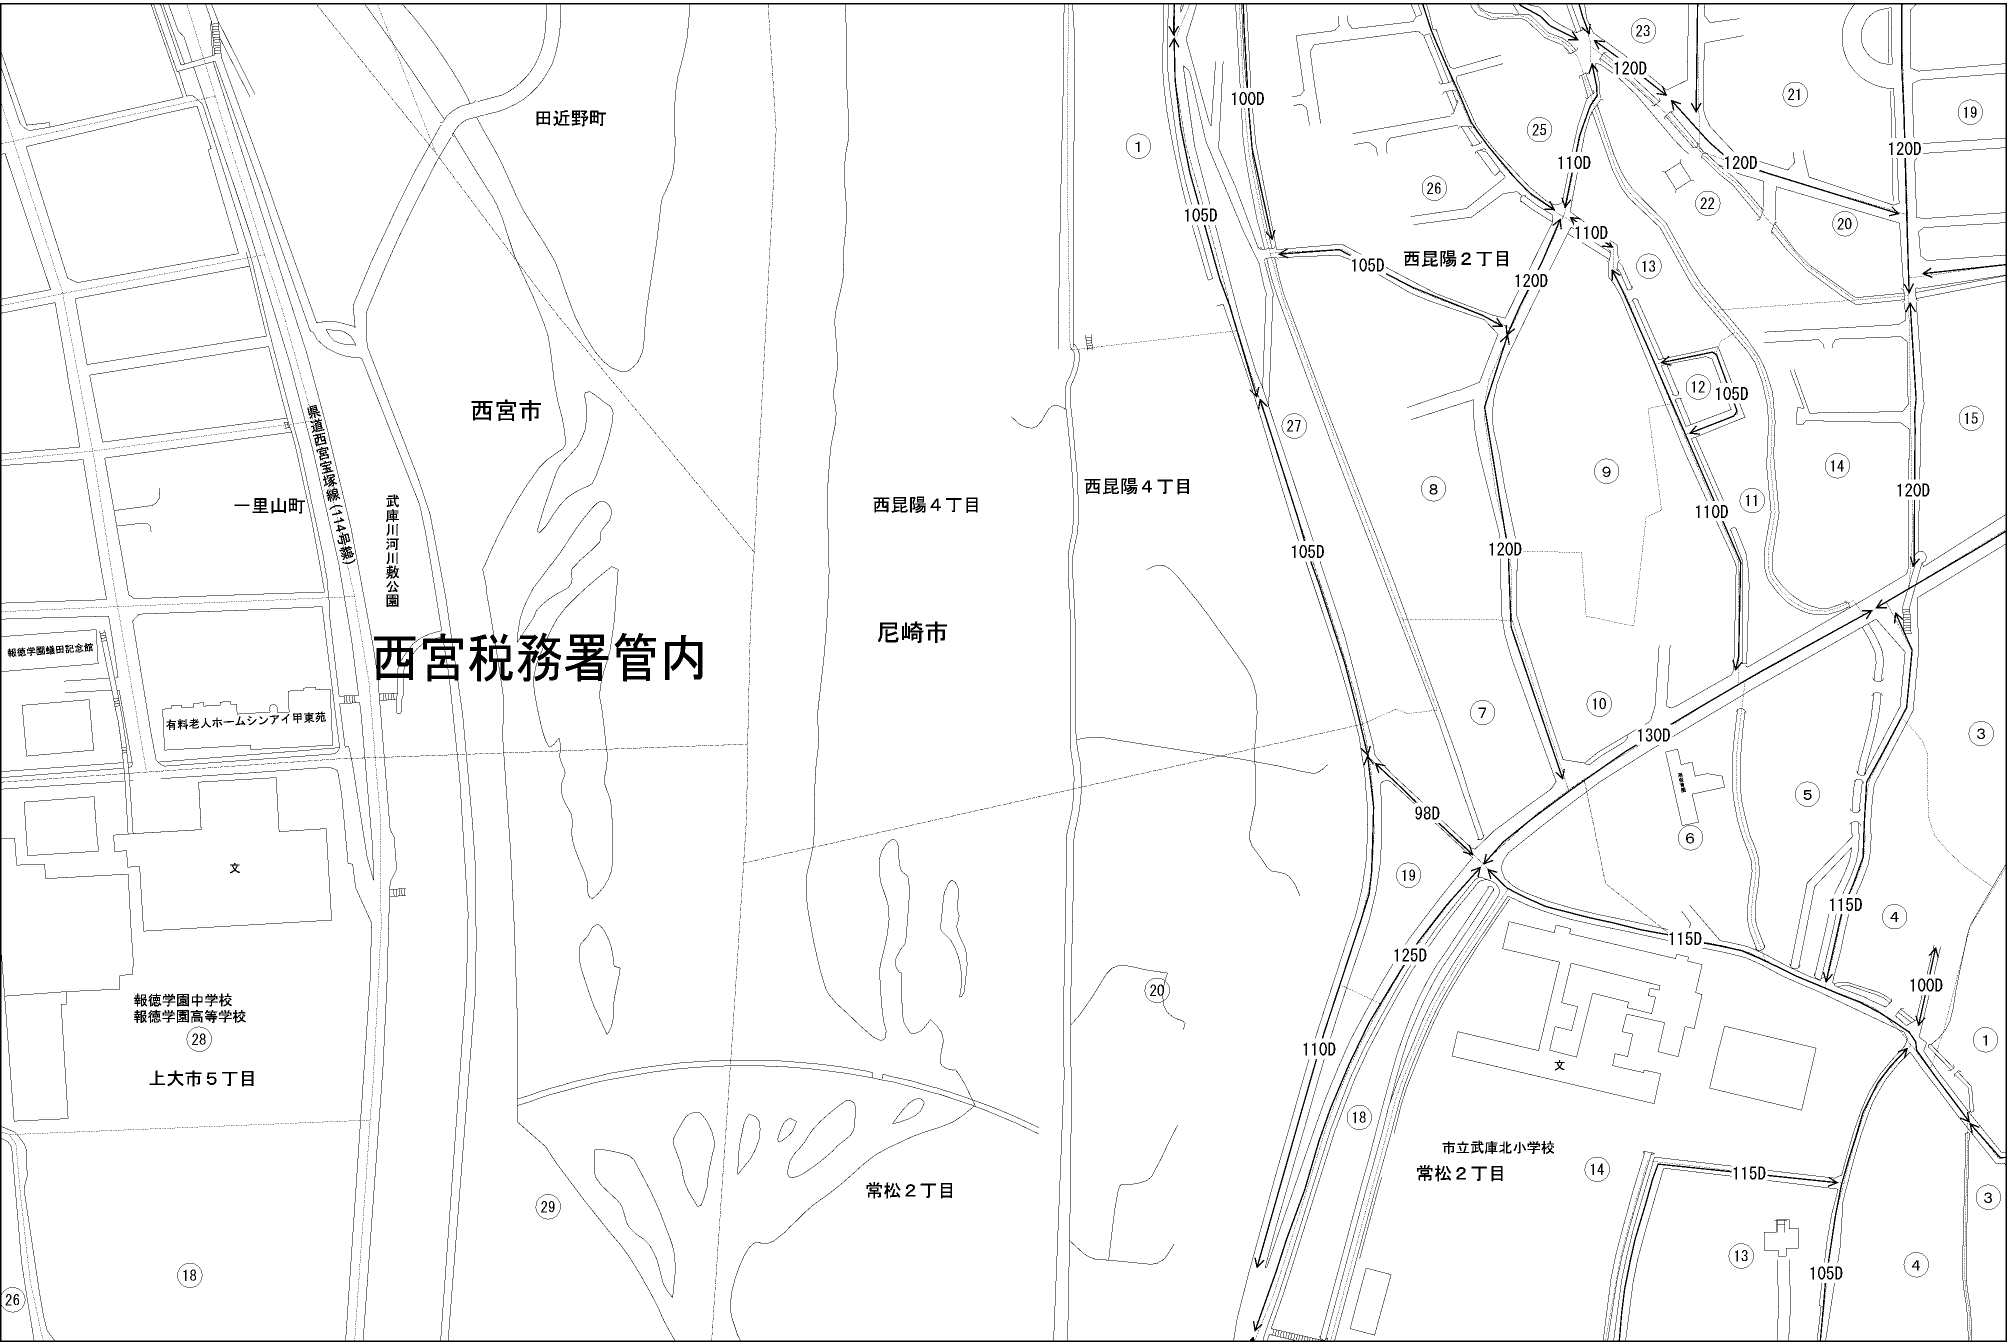 23
120D
21
100D
田近野町
19
25
1
120D
110D
120D
26
22
105D
20
110D
西昆陽２丁目
105D
13
120D
12
105D
県道西宮宝塚線(114号線)
西宮市
27
15
14
9
西昆陽４丁目
8
120D
武庫川河川敷公園
一里山町
西昆陽４丁目
11
110D
105D
120D
尼崎市
報徳学園蟻田記念館
西宮税務署管内
10
7
有料老人ホームシンアイ甲東苑
130D
3
5
98D
6
文
19
115D
4
115D
125D
100D
20
報徳学園中学校
報徳学園高等学校
28
1
110D
文
上大市５丁目
18
市立武庫北小学校
14
常松２丁目
115D
常松２丁目
3
29
13
4
105D
18
26